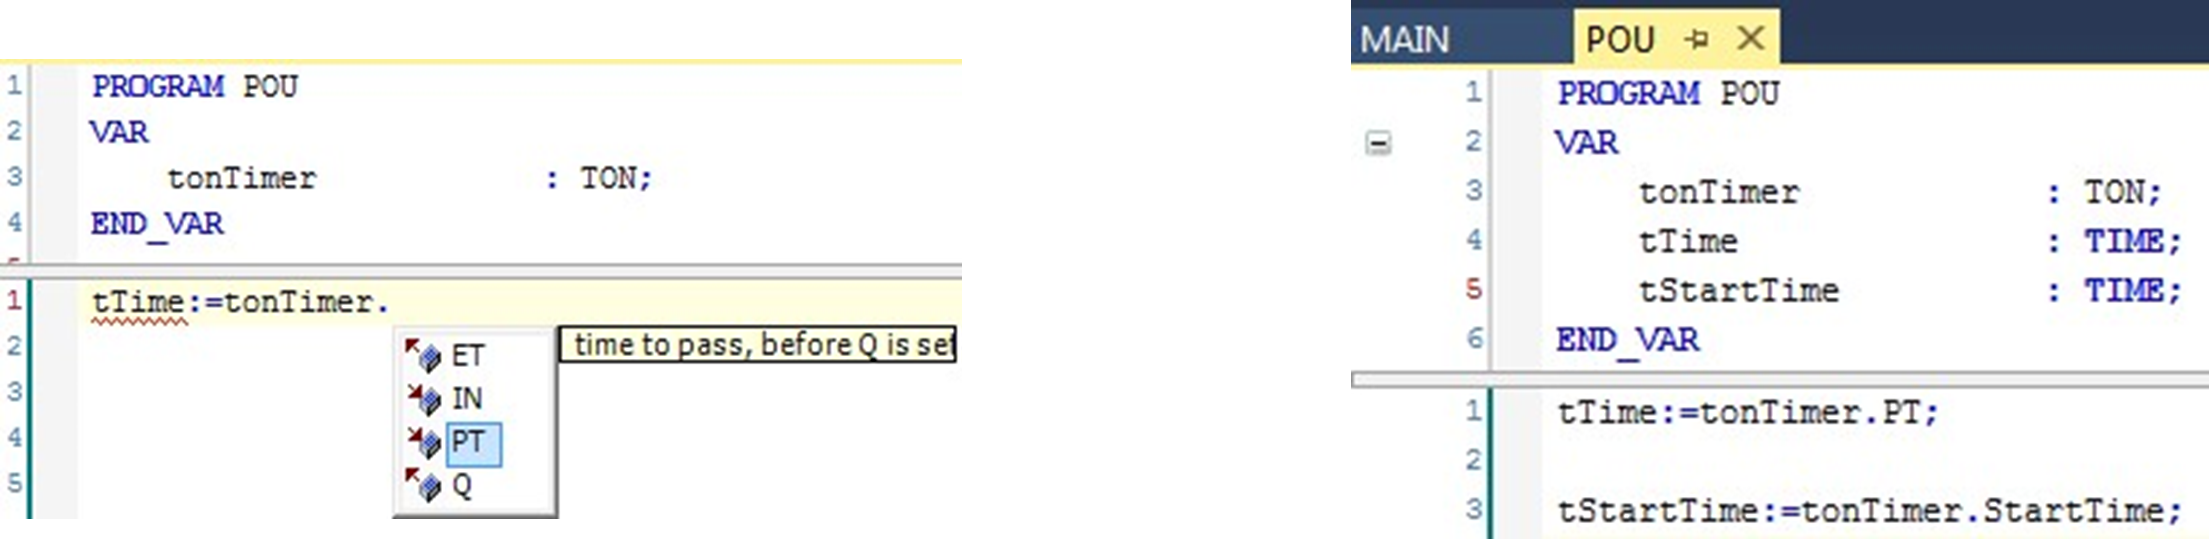 1 PROGRAM POU
2 VAR
3 tonTimer : TON;
4 END_VAR
1 tTime:=tonTimer.
2 ET time to pass, before Q is set
3 IN
4 PT
5 Q
MAIN POU
1 PROGRAM POU
2 VAR
3 tonTimer : TON;
4 tTime : TIME;
5 tStartTime : TIME;
6 END_VAR
1 tTime:=tonTimer.PT;
2
3 tStartTime:=tonTimer.StartTime;